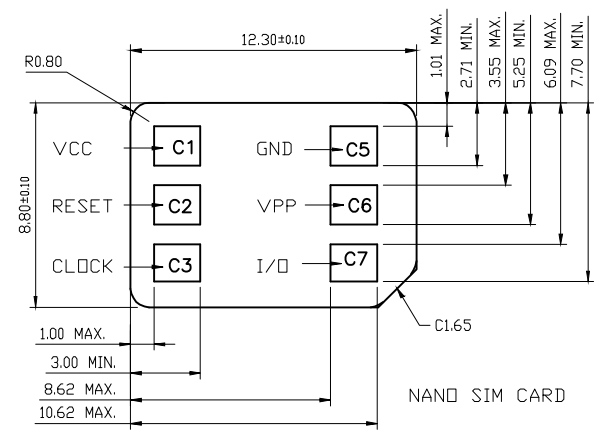 12.30±0.10
R0.80
1.01 MAX.
2.71 MIN.
3.55 MAX.
5.25 MIN.
6.09 MAX.
7.70 MIN.
VCC C1 GND C5
RESET C2 VPP C6
CLOCK C3 I/O C7
8.80±0.10
1.00 MAX.
C1.65
3.00 MIN.
8.62 MAX.
NANO SIM CARD
10.62 MAX.